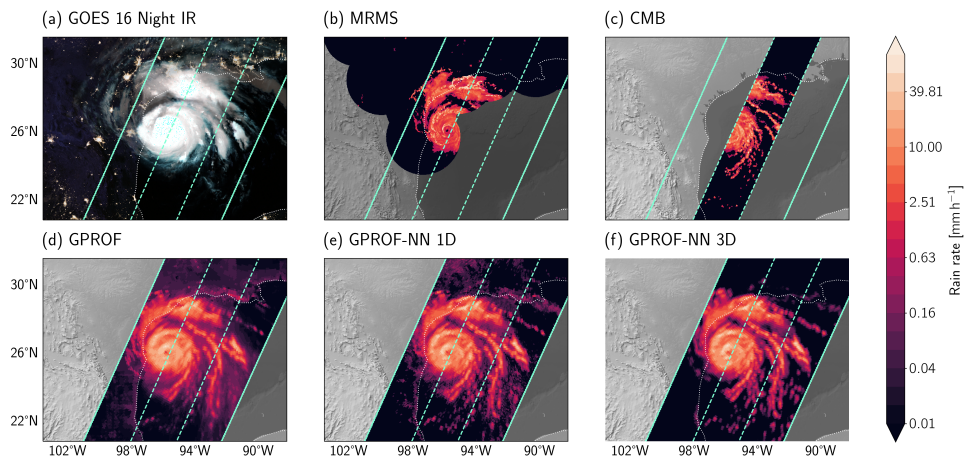 (a) GOES 16 Night IR
(b) MRMS
(c) CMB
30°N
26°N
22°N
(d) GPROF
(e) GPROF-NN 1D
(f) GPROF-NN 3D
30°N
26°N
22°N
102°W 98°W 94°W 90°W
102°W 98°W 94°W 90°W
102°W 98°W 94°W 90°W
39.81
10.00
2.51
0.63
0.16
0.04
0.01
Rain rate [mm h⁻¹]